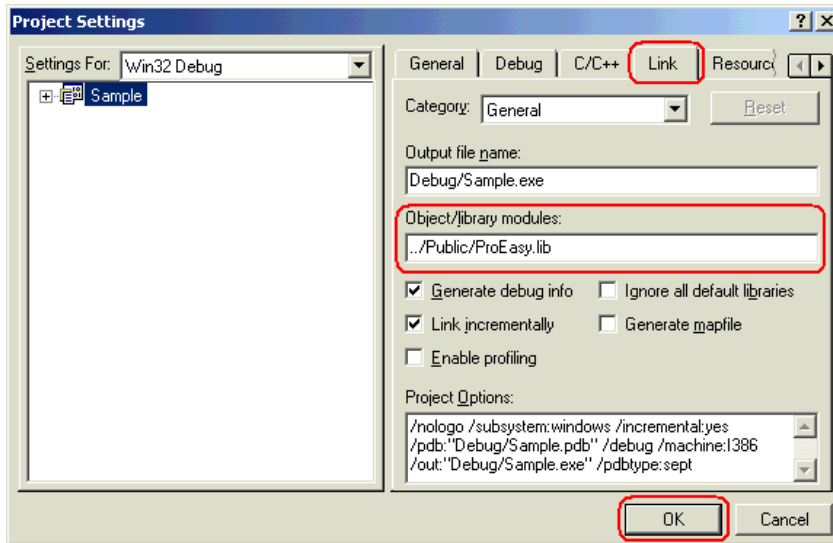 Project Settings
Settings For: Win32 Debug
Sample
General Debug C/C++ Link Resourc
Category: General Reset
Output file name:
Debug/Sample.exe
Object/library modules:
../Public/ProEasy.lib
Generate debug info Ignore all default libraries
Link incrementally Generate mapfile
Enable profiling
Project Options:
/nologo /subsystem:windows /incremental:yes
/pdb:"Debug/Sample.pdb" /debug /machine:I386
/out:"Debug/Sample.exe" /pdbtype:sept
OK Cancel